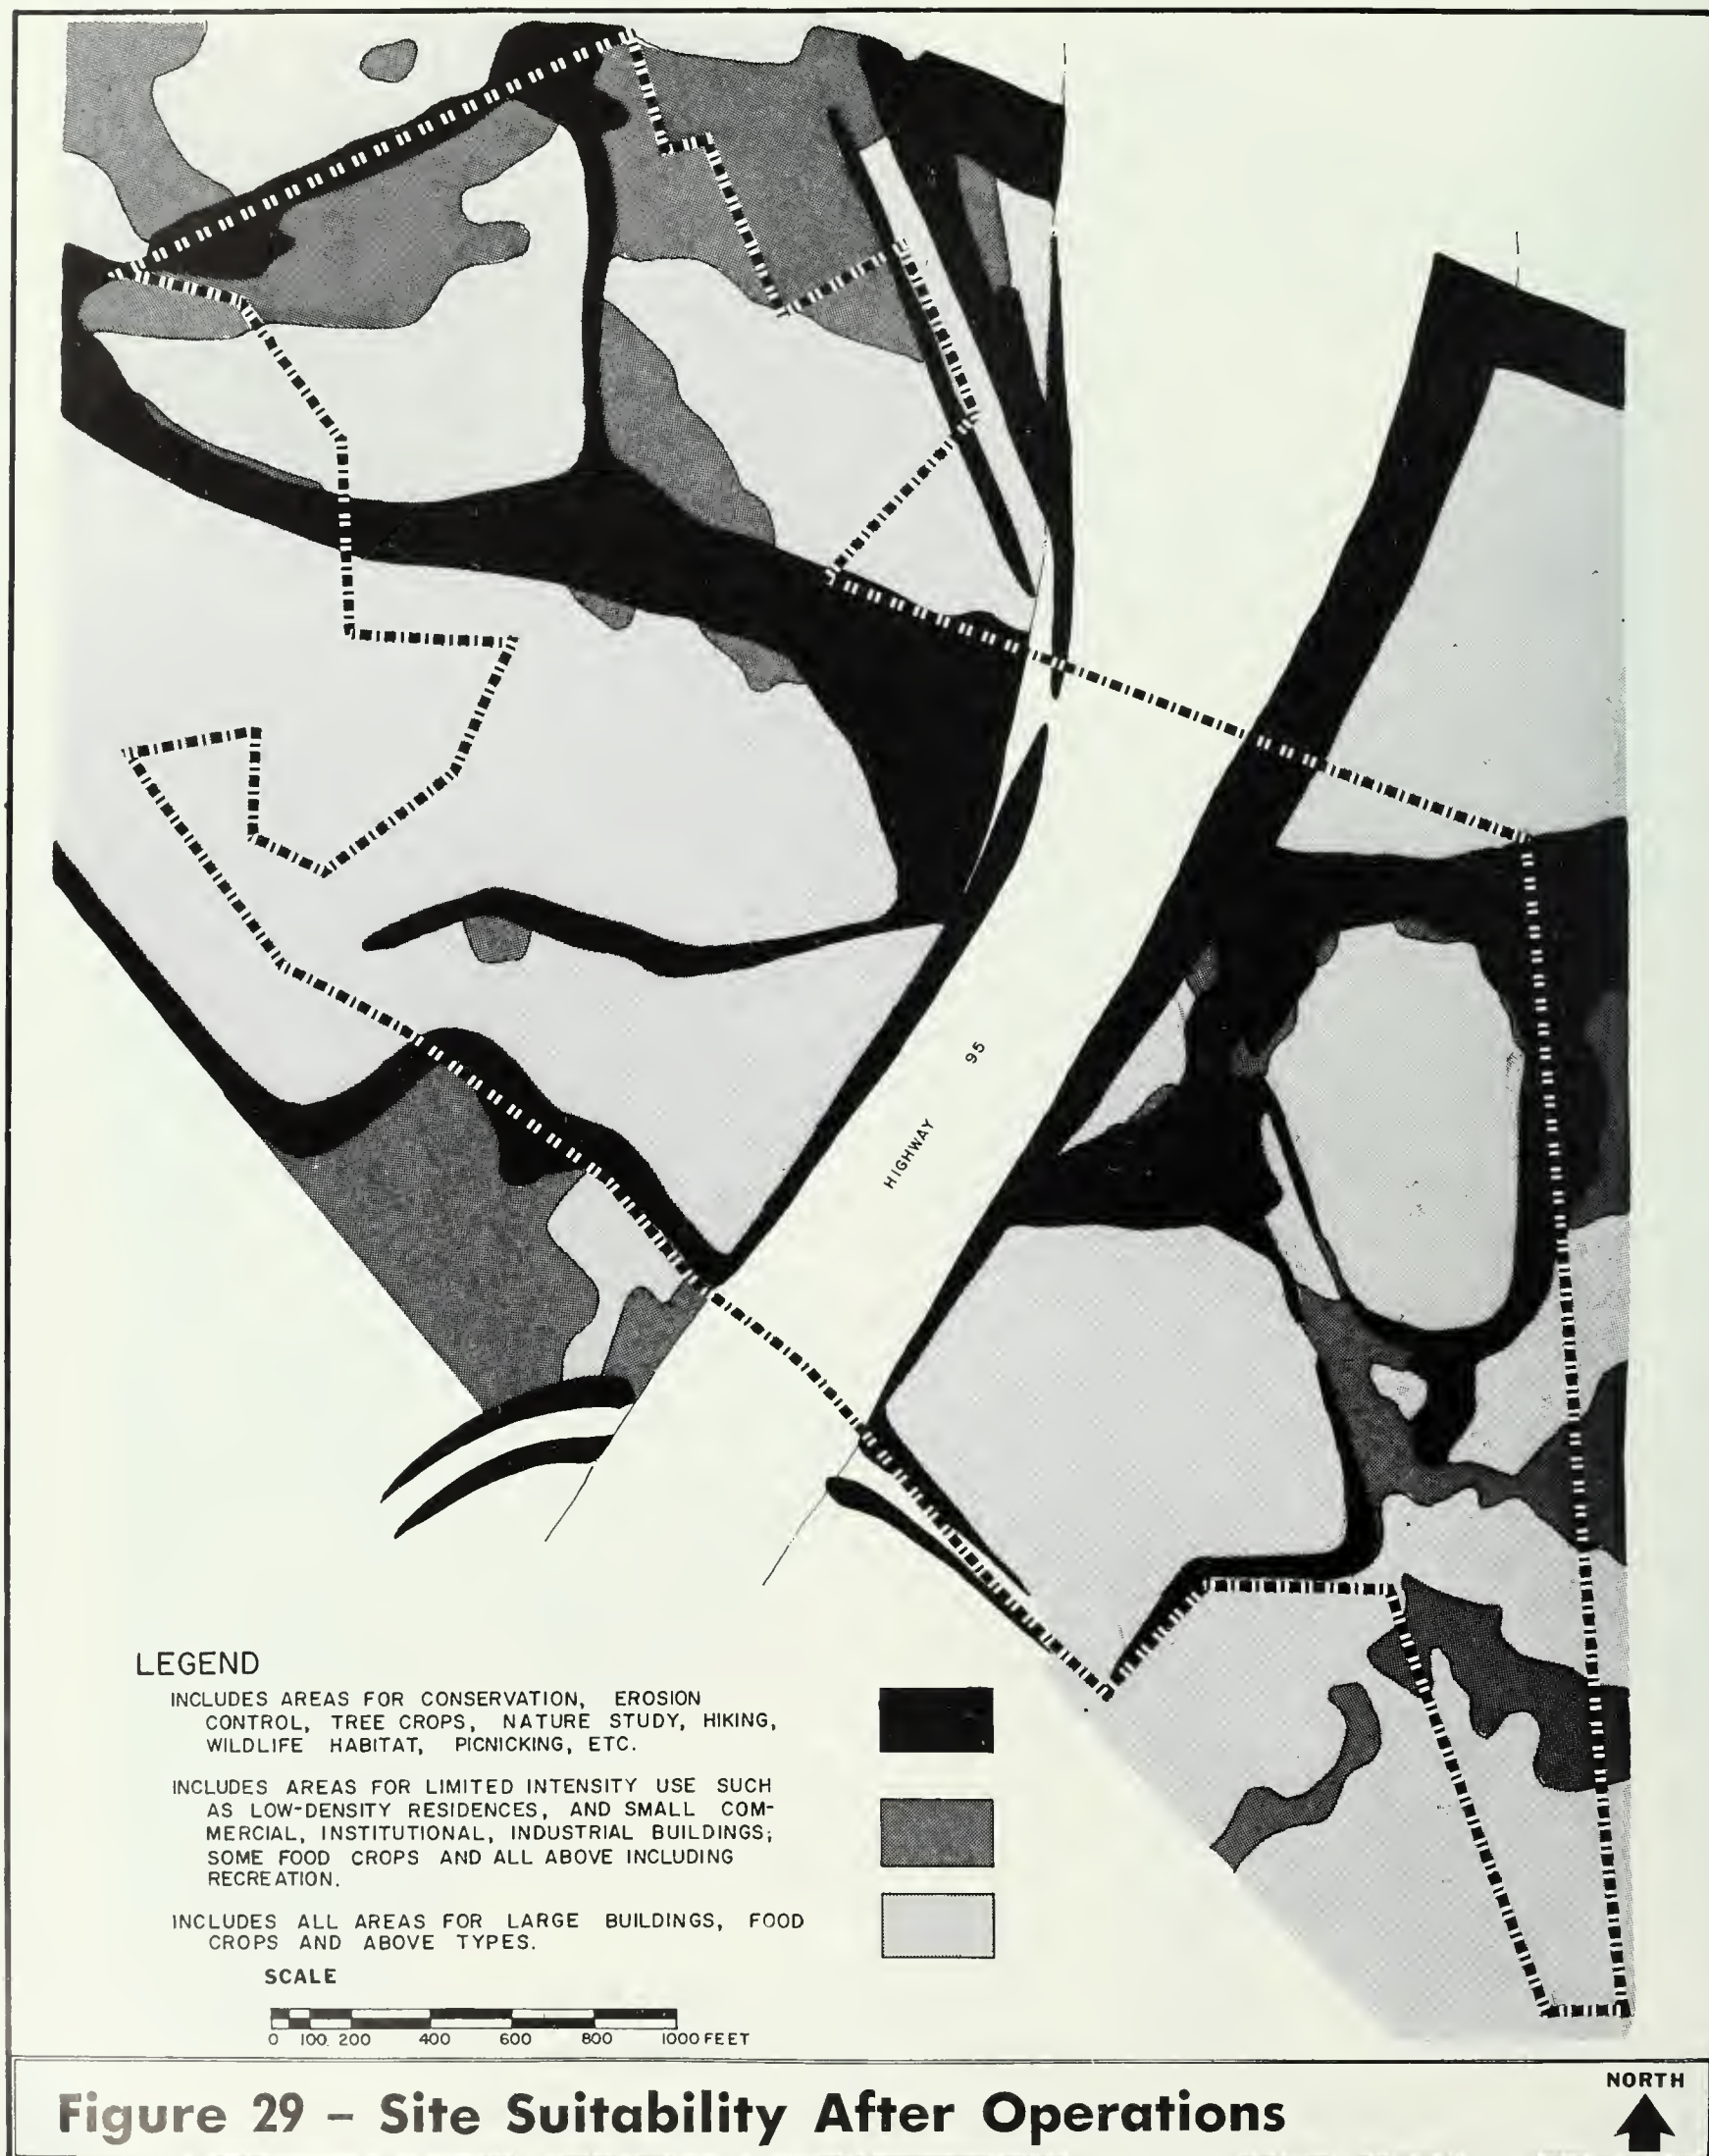 HIGHWAY 95
LEGEND
INCLUDES AREAS FOR CONSERVATION, EROSION
CONTROL, TREE CROPS, NATURE STUDY, HIKING,
WILDLIFE HABITAT, PICNICKING, ETC.
INCLUDES AREAS FOR LIMITED INTENSITY USE SUCH
AS LOW-DENSITY RESIDENCES, AND SMALL COM-
MERCIAL, INSTITUTIONAL, INDUSTRIAL BUILDINGS;
SOME FOOD CROPS AND ALL ABOVE INCLUDING
RECREATION.
INCLUDES ALL AREAS FOR LARGE BUILDINGS, FOOD
CROPS AND ABOVE TYPES.
SCALE
0 100 200 400 600 800 1000 FEET
NORTH
Figure 29 – Site Suitability After Operations